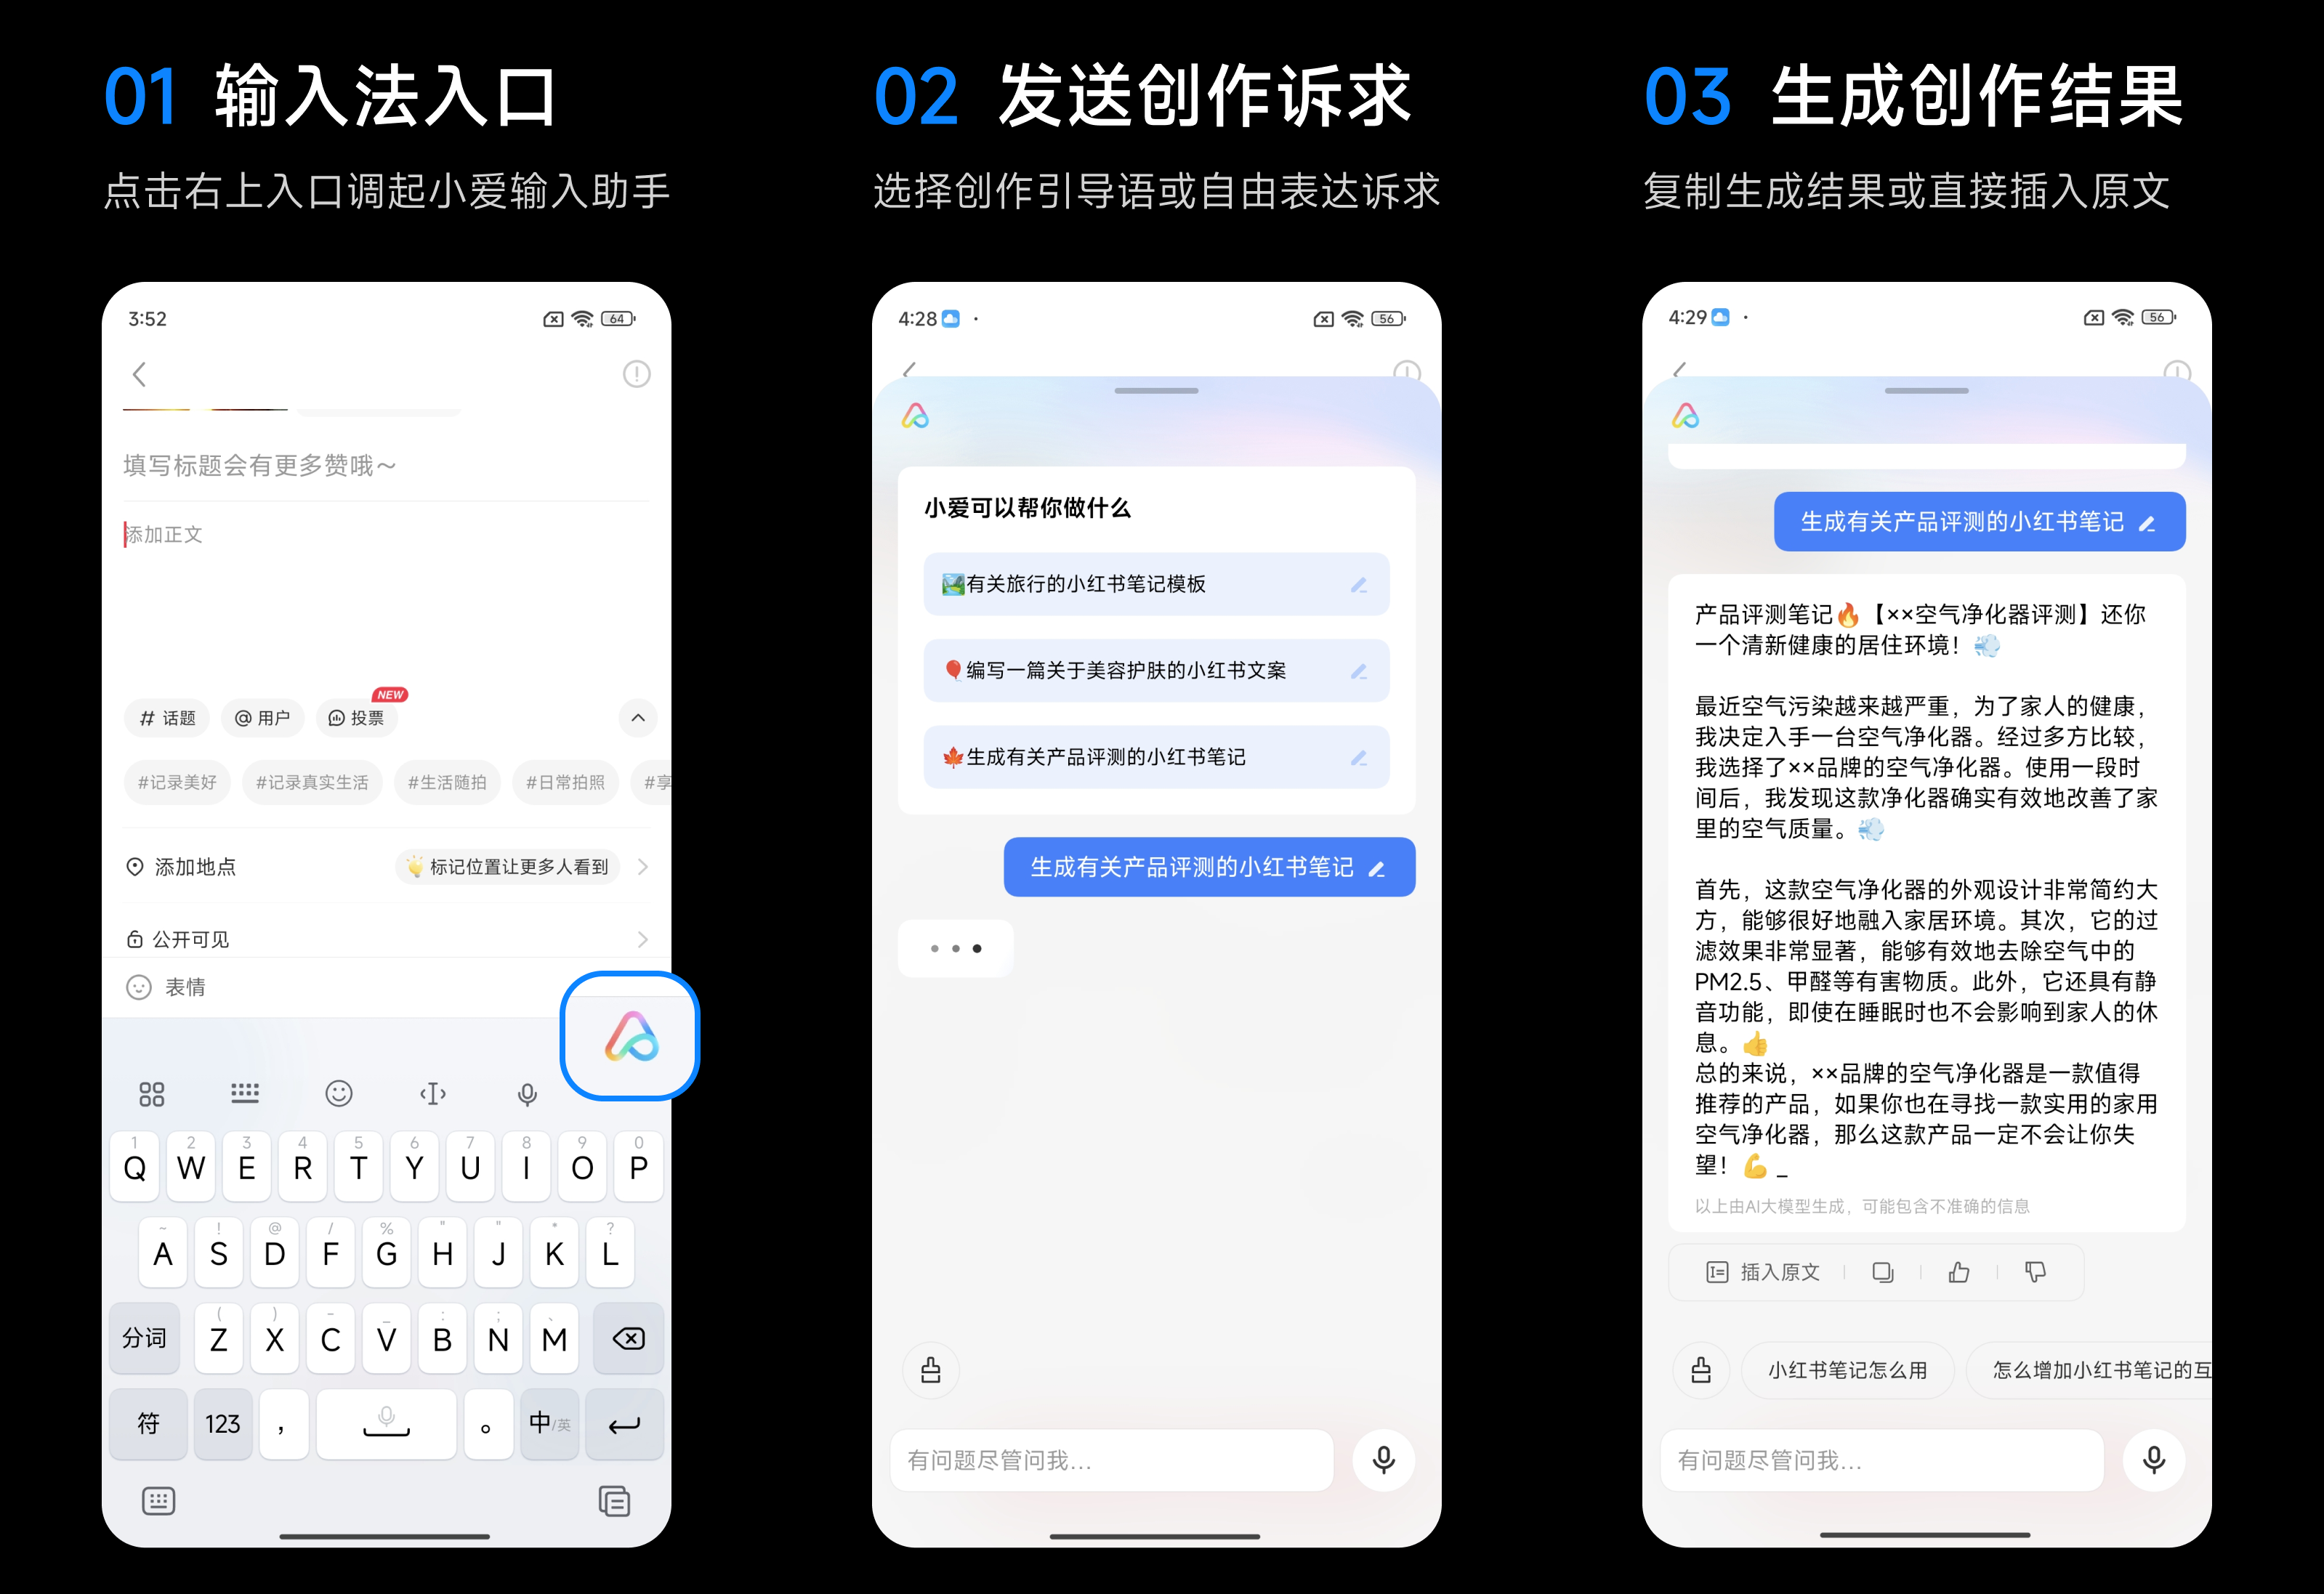 01 输入法入口
点击右上入口调起小爱输入助手
3:52
64
填写标题会有更多赞哦~
添加正文
# 话题
@ 用户
投票
NEW
#记录美好
#记录真实生活
#生活随拍
#日常拍照
#享
添加地点
标记位置让更多人看到
公开可见
表情
1 2 3 4 5 6 7 8 9 0
Q W E R T Y U I O P
~ ! @ / % " " * ?
A S D F G H J K L
( ) - _ : ; 、
分词 Z X C V B N M
符 123 , 。 中/英
02 发送创作诉求
选择创作引导语或自由表达诉求
4:28
56
小爱可以帮你做什么
🏞️有关旅行的小红书笔记模板
🎈编写一篇关于美容护肤的小红书文案
🍁生成有关产品评测的小红书笔记
生成有关产品评测的小红书笔记
有问题尽管问我...
03 生成创作结果
复制生成结果或直接插入原文
4:29
56
生成有关产品评测的小红书笔记
产品评测笔记🔥【××空气净化器评测】还你
一个清新健康的居住环境！💨
最近空气污染越来越严重，为了家人的健康，
我决定入手一台空气净化器。经过多方比较，
我选择了××品牌的空气净化器。使用一段时
间后，我发现这款净化器确实有效地改善了家
里的空气质量。💨
首先，这款空气净化器的外观设计非常简约大
方，能够很好地融入家居环境。其次，它的过
滤效果非常显著，能够有效地去除空气中的
PM2.5、甲醛等有害物质。此外，它还具有静
音功能，即使在睡眠时也不会影响到家人的休
息。👍
总的来说，××品牌的空气净化器是一款值得
推荐的产品，如果你也在寻找一款实用的家用
空气净化器，那么这款产品一定不会让你失
望！💪 _
以上由AI大模型生成，可能包含不准确的信息
插入原文
小红书笔记怎么用
怎么增加小红书笔记的互
有问题尽管问我...